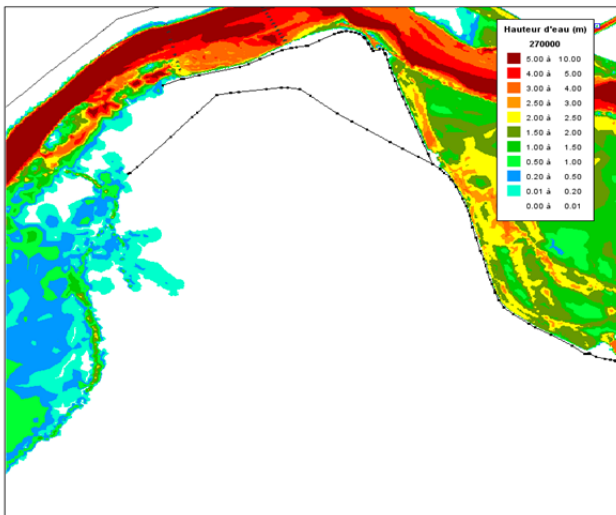 Hauteur d'eau (m)
270000
5.00 à 10.00
4.00 à 5.00
3.00 à 4.00
2.50 à 3.00
2.00 à 2.50
1.50 à 2.00
1.00 à 1.50
0.50 à 1.00
0.20 à 0.50
0.01 à 0.20
0.00 à 0.01